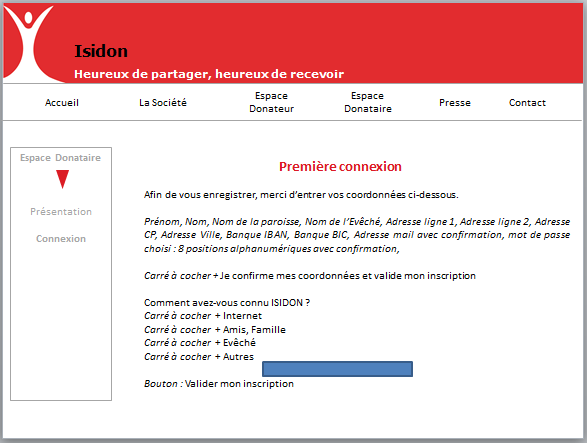 Isidon
Heureux de partager, heureux de recevoir
Accueil
La Société
Espace
Donateur
Espace
Donataire
Presse
Contact
Espace Donataire
Présentation
Connexion
Première connexion
Afin de vous enregistrer, merci d’entrer vos coordonnées ci-dessous.
Prénom, Nom, Nom de la paroisse, Nom de l’Evêché, Adresse ligne 1, Adresse ligne 2, Adresse
CP, Adresse Ville, Banque IBAN, Banque BIC, Adresse mail avec confirmation, mot de passe
choisi : 8 positions alphanumériques avec confirmation,
Carré à cocher + Je confirme mes coordonnées et valide mon inscription
Comment avez-vous connu ISIDON ?
Carré à cocher + Internet
Carré à cocher + Amis, Famille
Carré à cocher + Evêché
Carré à cocher + Autres
Bouton : Valider mon inscription